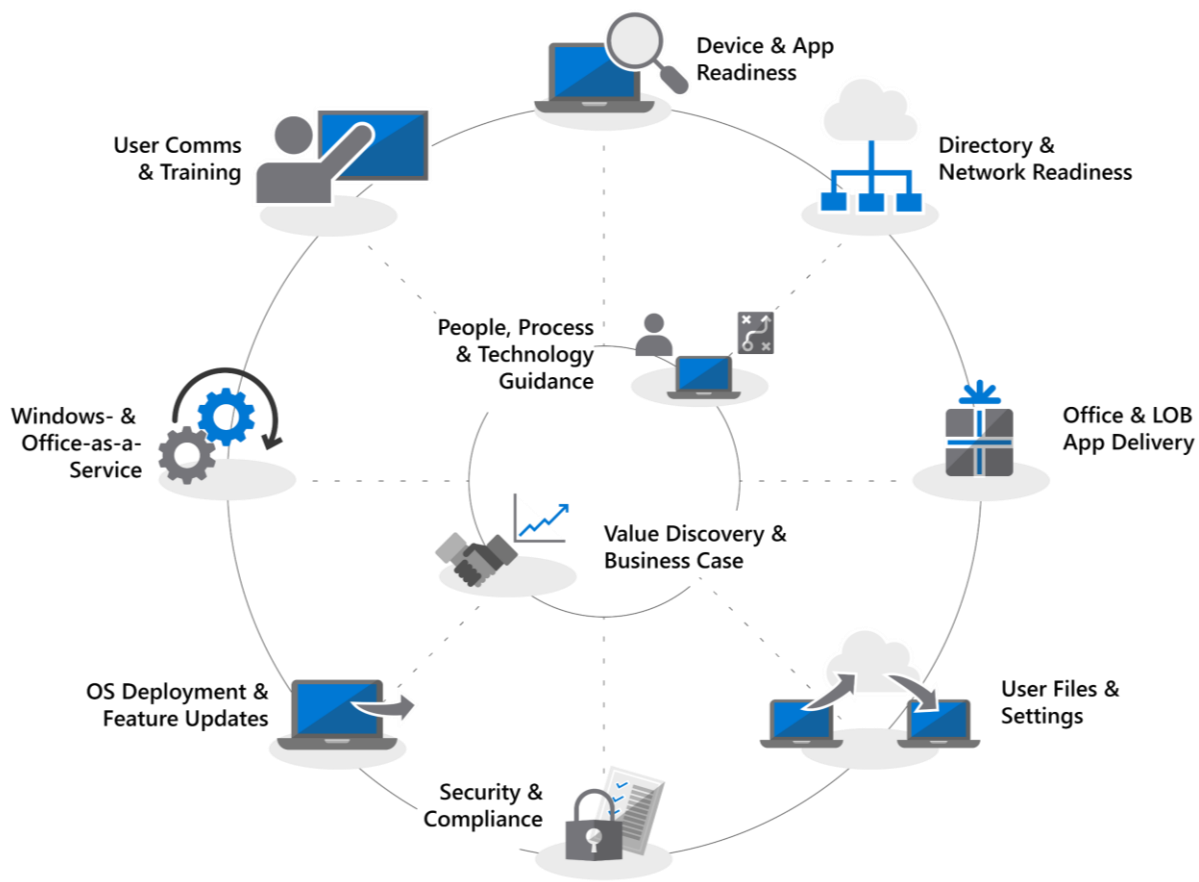 Device & App
Readiness
User Comms
& Training
Directory &
Network Readiness
People, Process
& Technology
Guidance
Windows- &
Office-as-a-
Service
Office & LOB
App Delivery
Value Discovery &
Business Case
OS Deployment &
Feature Updates
User Files &
Settings
Security &
Compliance